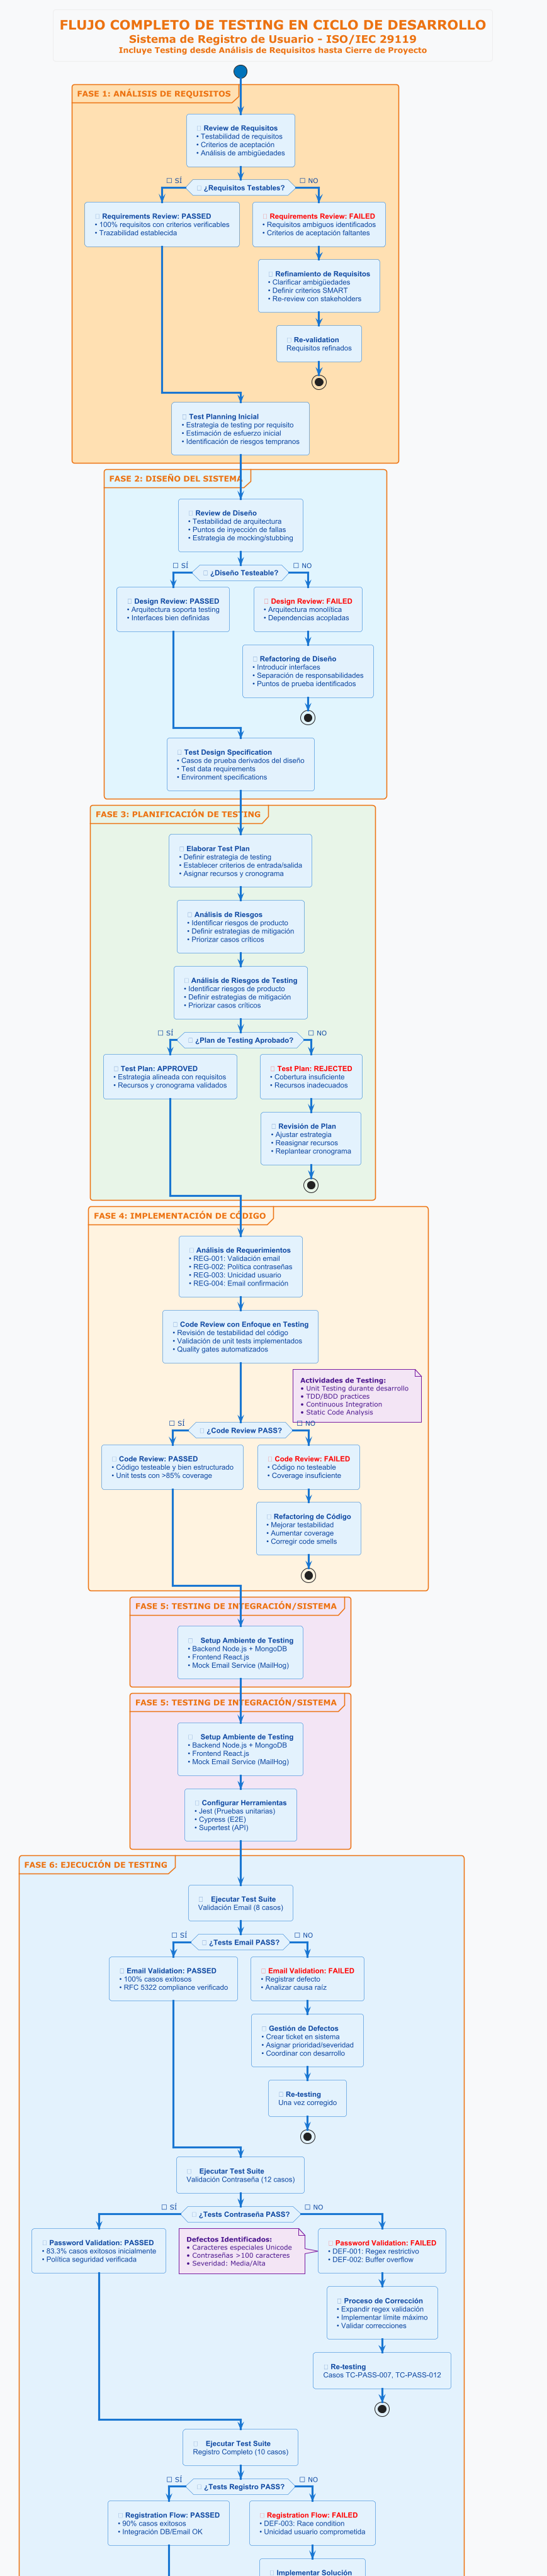 FLUJO COMPLETO DE TESTING EN CICLO DE DESARROLLO
Sistema de Registro de Usuario - ISO/IEC 29119
Incluye Testing desde Análisis de Requisitos hasta Cierre de Proyecto
FASE 1: ANÁLISIS DE REQUISITOS
Review de Requisitos
• Testabilidad de requisitos
• Criterios de aceptación
• Análisis de ambigüedades
SÍ
¿Requisitos Testables?
NO
Requirements Review: PASSED
• 100% requisitos con criterios verificables
• Trazabilidad establecida
Requirements Review: FAILED
• Requisitos ambiguos identificados
• Criterios de aceptación faltantes
Refinamiento de Requisitos
• Clarificar ambigüedades
• Definir criterios SMART
• Re-review con stakeholders
Re-validation
Requisitos refinados
Test Planning Inicial
• Estrategia de testing por requisito
• Estimación de esfuerzo inicial
• Identificación de riesgos tempranos
FASE 2: DISEÑO DEL SISTEMA
Review de Diseño
• Testabilidad de arquitectura
• Puntos de inyección de fallas
• Estrategia de mocking/stubbing
SÍ
¿Diseño Testeable?
NO
Design Review: PASSED
• Arquitectura soporta testing
• Interfaces bien definidas
Design Review: FAILED
• Arquitectura monolítica
• Dependencias acopladas
Refactoring de Diseño
• Introducir interfaces
• Separación de responsabilidades
• Puntos de prueba identificados
Test Design Specification
• Casos de prueba derivados del diseño
• Test data requirements
• Environment specifications
FASE 3: PLANIFICACIÓN DE TESTING
Elaborar Test Plan
• Definir estrategia de testing
• Establecer criterios de entrada/salida
• Asignar recursos y cronograma
Análisis de Riesgos
• Identificar riesgos de producto
• Definir estrategias de mitigación
• Priorizar casos críticos
Análisis de Riesgos de Testing
• Identificar riesgos de producto
• Definir estrategias de mitigación
• Priorizar casos críticos
SÍ
¿Plan de Testing Aprobado?
NO
Test Plan: APPROVED
• Estrategia alineada con requisitos
• Recursos y cronograma validados
Test Plan: REJECTED
• Cobertura insuficiente
• Recursos inadecuados
Revisión de Plan
• Ajustar estrategia
• Reasignar recursos
• Replantear cronograma
FASE 4: IMPLEMENTACIÓN DE CÓDIGO
Análisis de Requerimientos
• REG-001: Validación email
• REG-002: Política contraseñas
• REG-003: Unicidad usuario
• REG-004: Email confirmación
Code Review con Enfoque en Testing
• Revisión de testabilidad del código
• Validación de unit tests implementados
• Quality gates automatizados
Actividades de Testing:
• Unit Testing durante desarrollo
• TDD/BDD practices
• Continuous Integration
• Static Code Analysis
SÍ
¿Code Review PASS?
NO
Code Review: PASSED
• Código testeable y bien estructurado
• Unit tests con >85% coverage
Code Review: FAILED
• Código no testeable
• Coverage insuficiente
Refactoring de Código
• Mejorar testabilidad
• Aumentar coverage
• Corregir code smells
FASE 5: TESTING DE INTEGRACIÓN/SISTEMA
Setup Ambiente de Testing
• Backend Node.js + MongoDB
• Frontend React.js
• Mock Email Service (MailHog)
FASE 5: TESTING DE INTEGRACIÓN/SISTEMA
Setup Ambiente de Testing
• Backend Node.js + MongoDB
• Frontend React.js
• Mock Email Service (MailHog)
Configurar Herramientas
• Jest (Pruebas unitarias)
• Cypress (E2E)
• Supertest (API)
FASE 6: EJECUCIÓN DE TESTING
Ejecutar Test Suite
Validación Email (8 casos)
SÍ
¿Tests Email PASS?
NO
Email Validation: PASSED
• 100% casos exitosos
• RFC 5322 compliance verificado
Email Validation: FAILED
• Registrar defecto
• Analizar causa raíz
Gestión de Defectos
• Crear ticket en sistema
• Asignar prioridad/severidad
• Coordinar con desarrollo
Re-testing
Una vez corregido
Ejecutar Test Suite
Validación Contraseña (12 casos)
SÍ
¿Tests Contraseña PASS?
NO
Password Validation: PASSED
• 83.3% casos exitosos inicialmente
• Política seguridad verificada
Defectos Identificados:
• Caracteres especiales Unicode
• Contraseñas >100 caracteres
• Severidad: Media/Alta
Password Validation: FAILED
• DEF-001: Regex restrictivo
• DEF-002: Buffer overflow
Proceso de Corrección
• Expandir regex validación
• Implementar límite máximo
• Validar correcciones
Re-testing
Casos TC-PASS-007, TC-PASS-012
Ejecutar Test Suite
Registro Completo (10 casos)
SÍ
¿Tests Registro PASS?
NO
Registration Flow: PASSED
• 90% casos exitosos
• Integración DB/Email OK
Registration Flow: FAILED
• DEF-003: Race condition
• Unicidad usuario comprometida
Implementar Solución